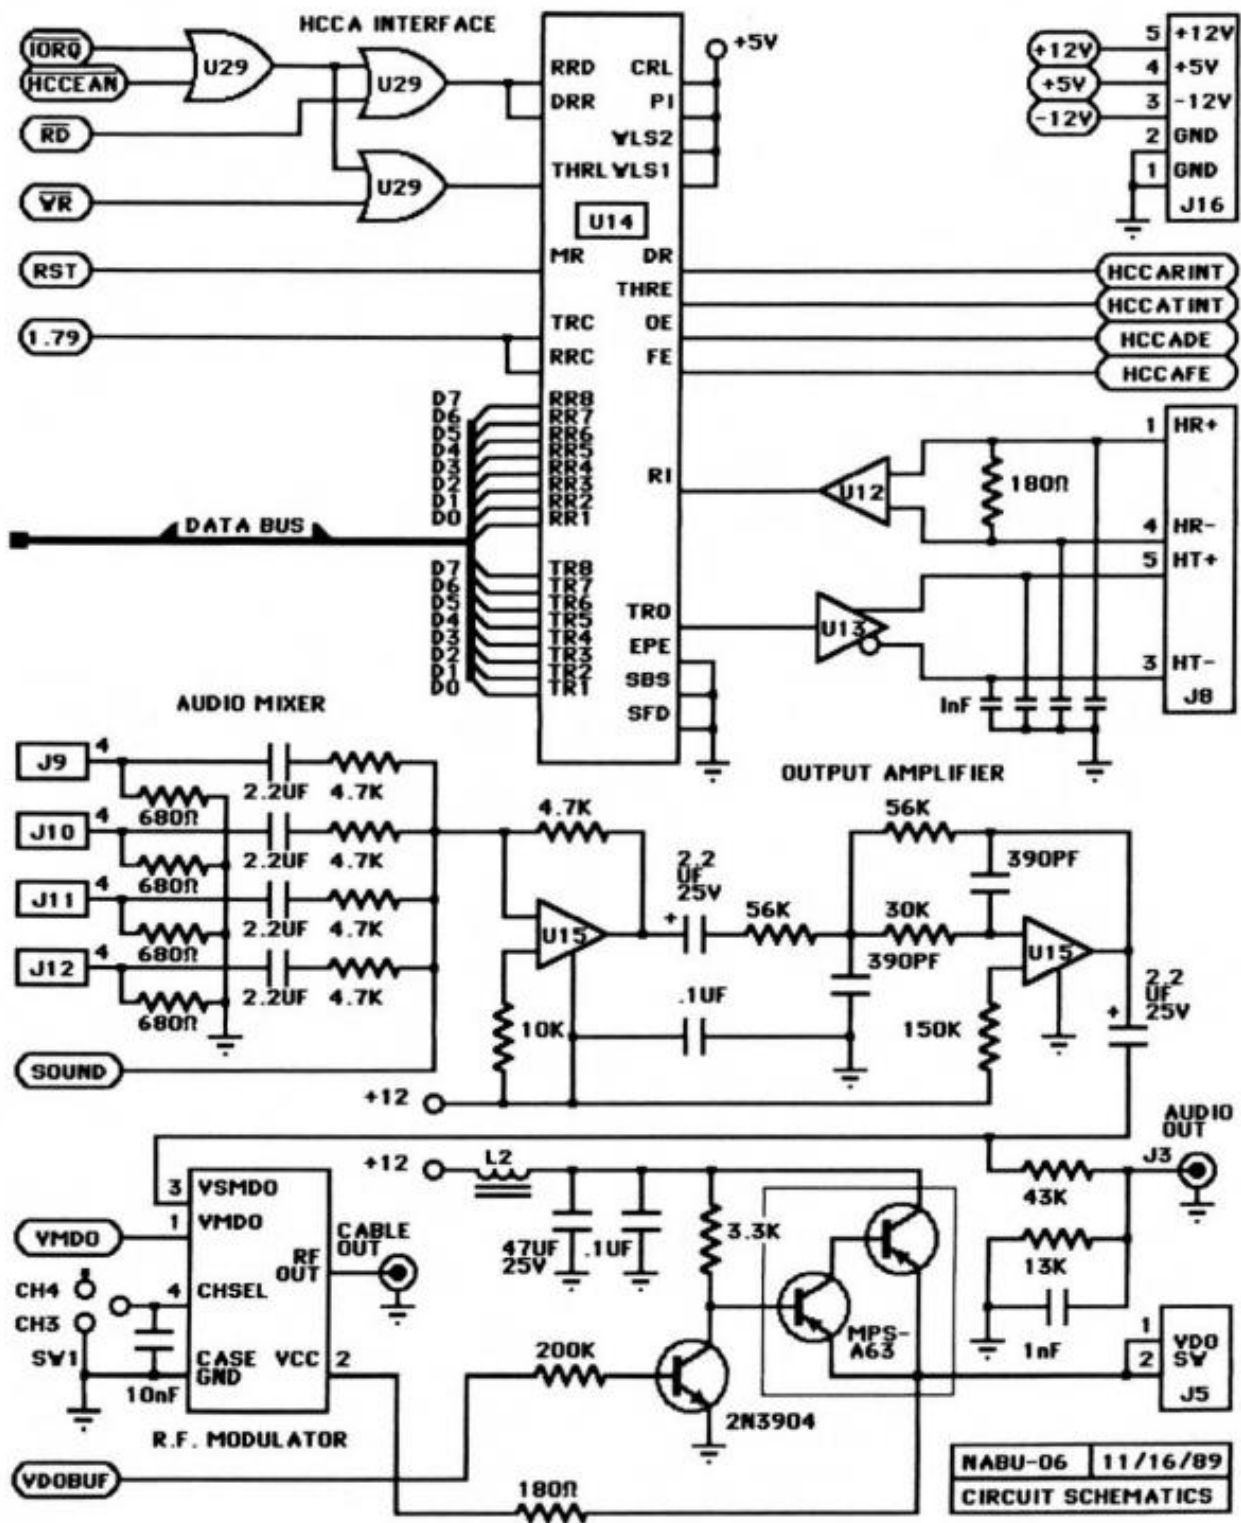 HCCA INTERFACE
IORQ
HCCEAN
RD
WR
RST
1.79
U29
U29
U29
RRD
DRR
THRL
MR
TRC
RRC
CRL
PI
WLS2
WLS1
U14
DR
THRE
OE
FE
+5V
+12V
+5V
-12V
5 +12V
4 +5V
3 -12V
2 GND
1 GND
J16
HCCARINT
HCCATINT
HCCADE
HCCAFE
D7 RR8
D6 RR7
D5 RR6
D4 RR5
D3 RR4
D2 RR3
D1 RR2
D0 RR1
DATA BUS
D7 TR8
D6 TR7
D5 TR6
D4 TR5
D3 TR4
D2 TR3
D1 TR2
D0 TR1
RI
TRO
EPE
SBS
SFD
U12
U13
180Ω
1nF
1 HR+
4 HR-
5 HT+
3 HT-
J8
AUDIO MIXER
J9 4
680Ω
2.2UF 4.7K
J10 4
680Ω
2.2UF 4.7K
J11 4
680Ω
2.2UF 4.7K
J12 4
680Ω
2.2UF 4.7K
SOUND
OUTPUT AMPLIFIER
4.7K
U15
10K
+12
2.2
UF
25V
+
56K
.1UF
56K
30K
390PF
390PF
U15
150K
2.2
UF
25V
+
AUDIO
OUT
J3
43K
13K
1nF
+12
L2
47UF
25V
.1UF
3.3K
MPS-
A63
200K
2N3904
180Ω
1
2
VDO
SW
J5
3 VSMDO
1 VMDO
4 CHSEL
CASE
GND
VCC 2
RF
OUT
CABLE
OUT
VMDO
CH4
CH3
SW1
10nF
R.F. MODULATOR
VDOBUF
NABU-06 11/16/89
CIRCUIT SCHEMATICS